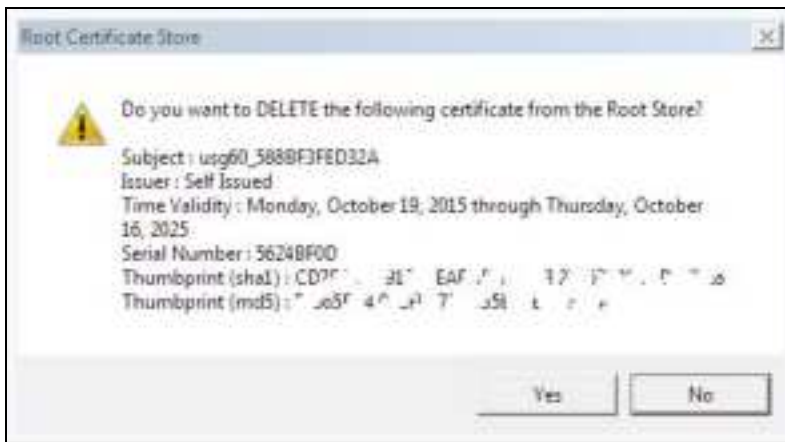 Root Certificate Store
Do you want to DELETE the following certificate from the Root Store?
Subject : usg60_588BF3FED32A
Issuer : Self Issued
Time Validity : Monday, October 19, 2015 through Thursday, October
16, 2025
Serial Number : 5624BF0D
Thumbprint (sha1) :
Thumbprint (md5) :
Yes
No